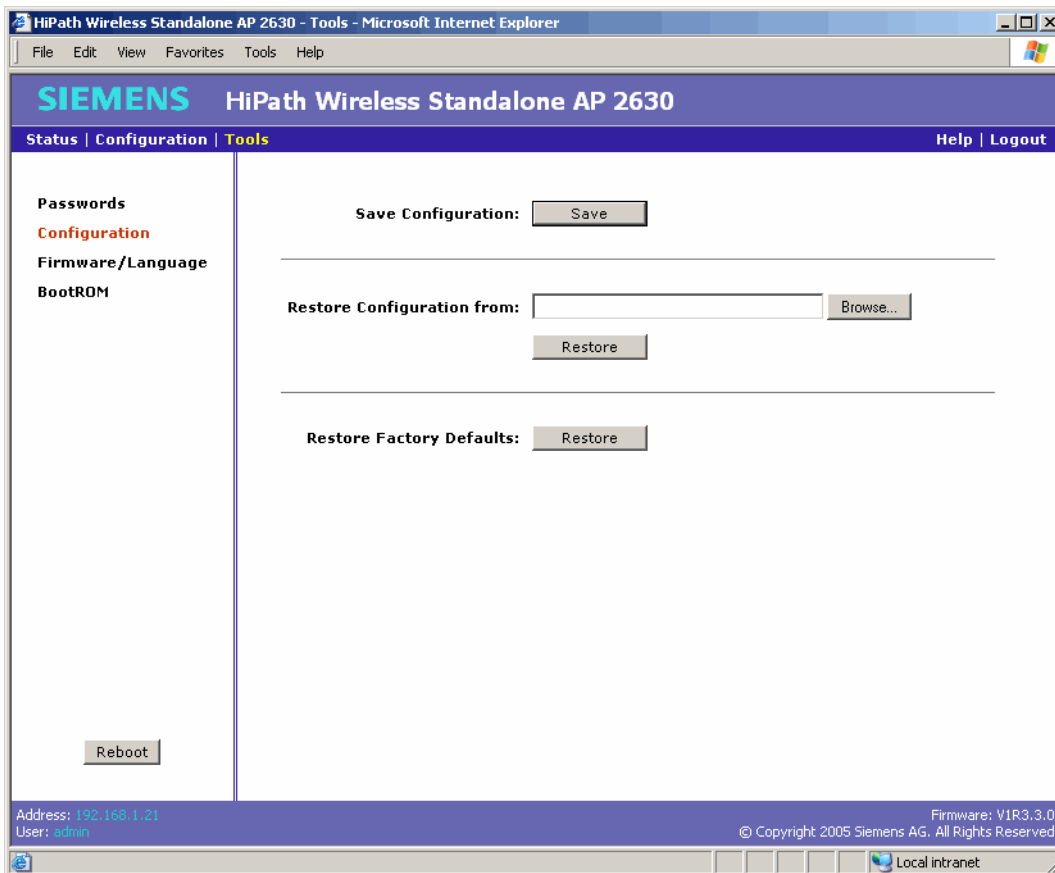 HiPath Wireless Standalone AP 2630 - Tools - Microsoft Internet Explorer
File Edit View Favorites Tools Help
SIEMENS HiPath Wireless Standalone AP 2630
Status | Configuration | Tools Help | Logout
Passwords
Configuration
Firmware/Language
BootROM
Save Configuration: Save
Restore Configuration from: Browse...
Restore
Restore Factory Defaults: Restore
Reboot
Address: 192.168.1.21
User: admin
Firmware: V1R3.3.0
© Copyright 2005 Siemens AG. All Rights Reserved
Local intranet